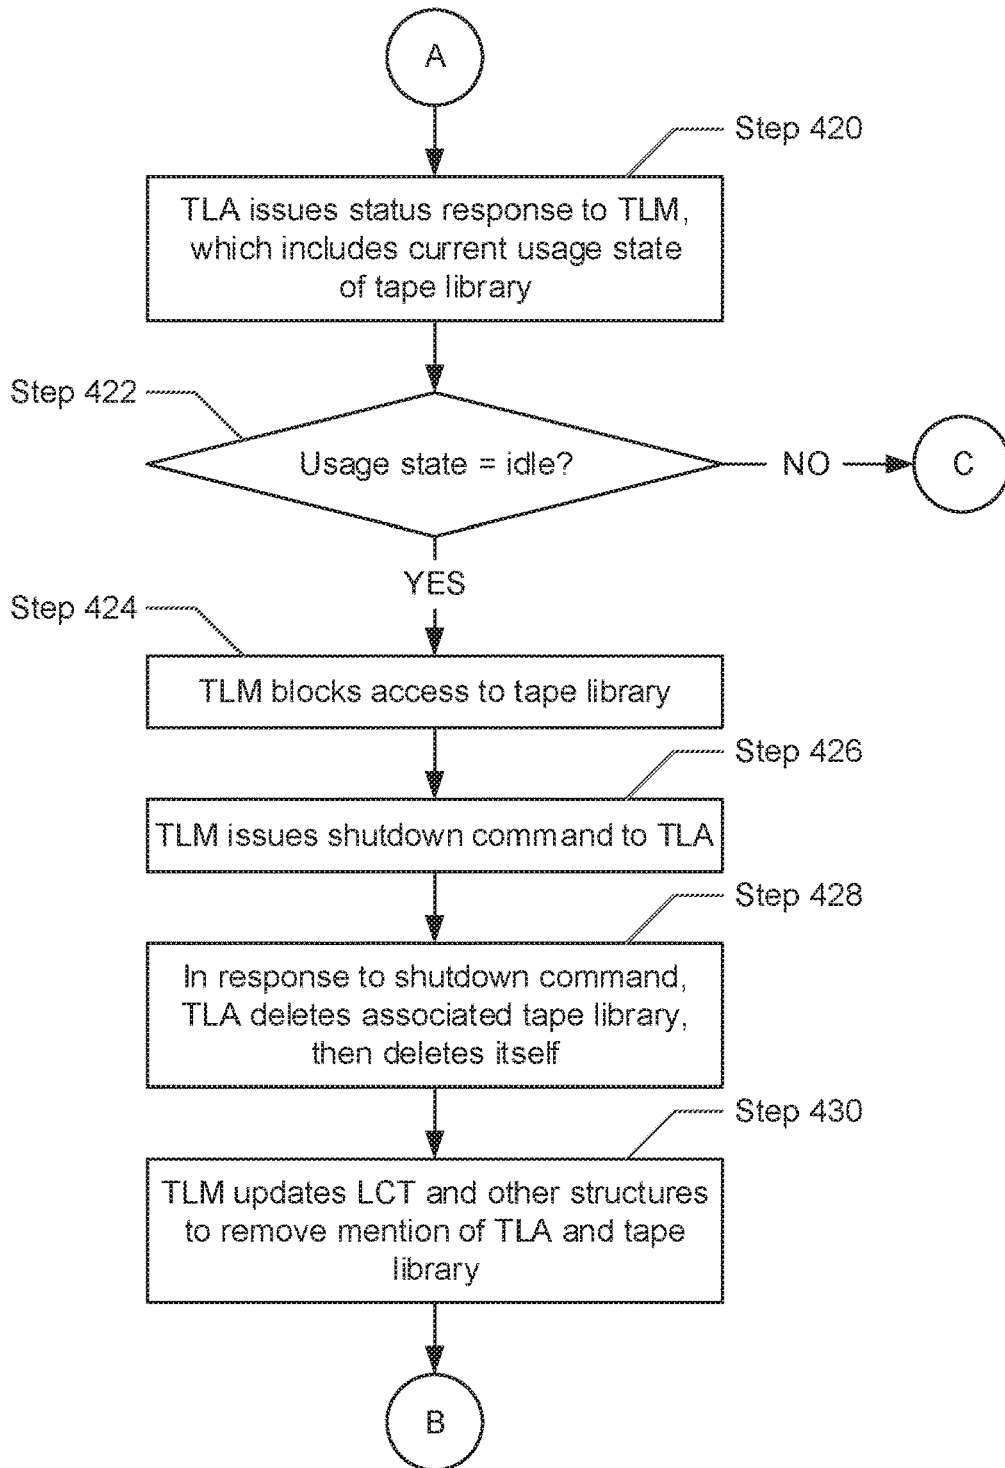 A
Step 420
TLA issues status response to TLM,
which includes current usage state
of tape library
Step 422
Usage state = idle?
NO
C
YES
Step 424
TLM blocks access to tape library
Step 426
TLM issues shutdown command to TLA
Step 428
In response to shutdown command,
TLA deletes associated tape library,
then deletes itself
Step 430
TLM updates LCT and other structures
to remove mention of TLA and tape
library
B